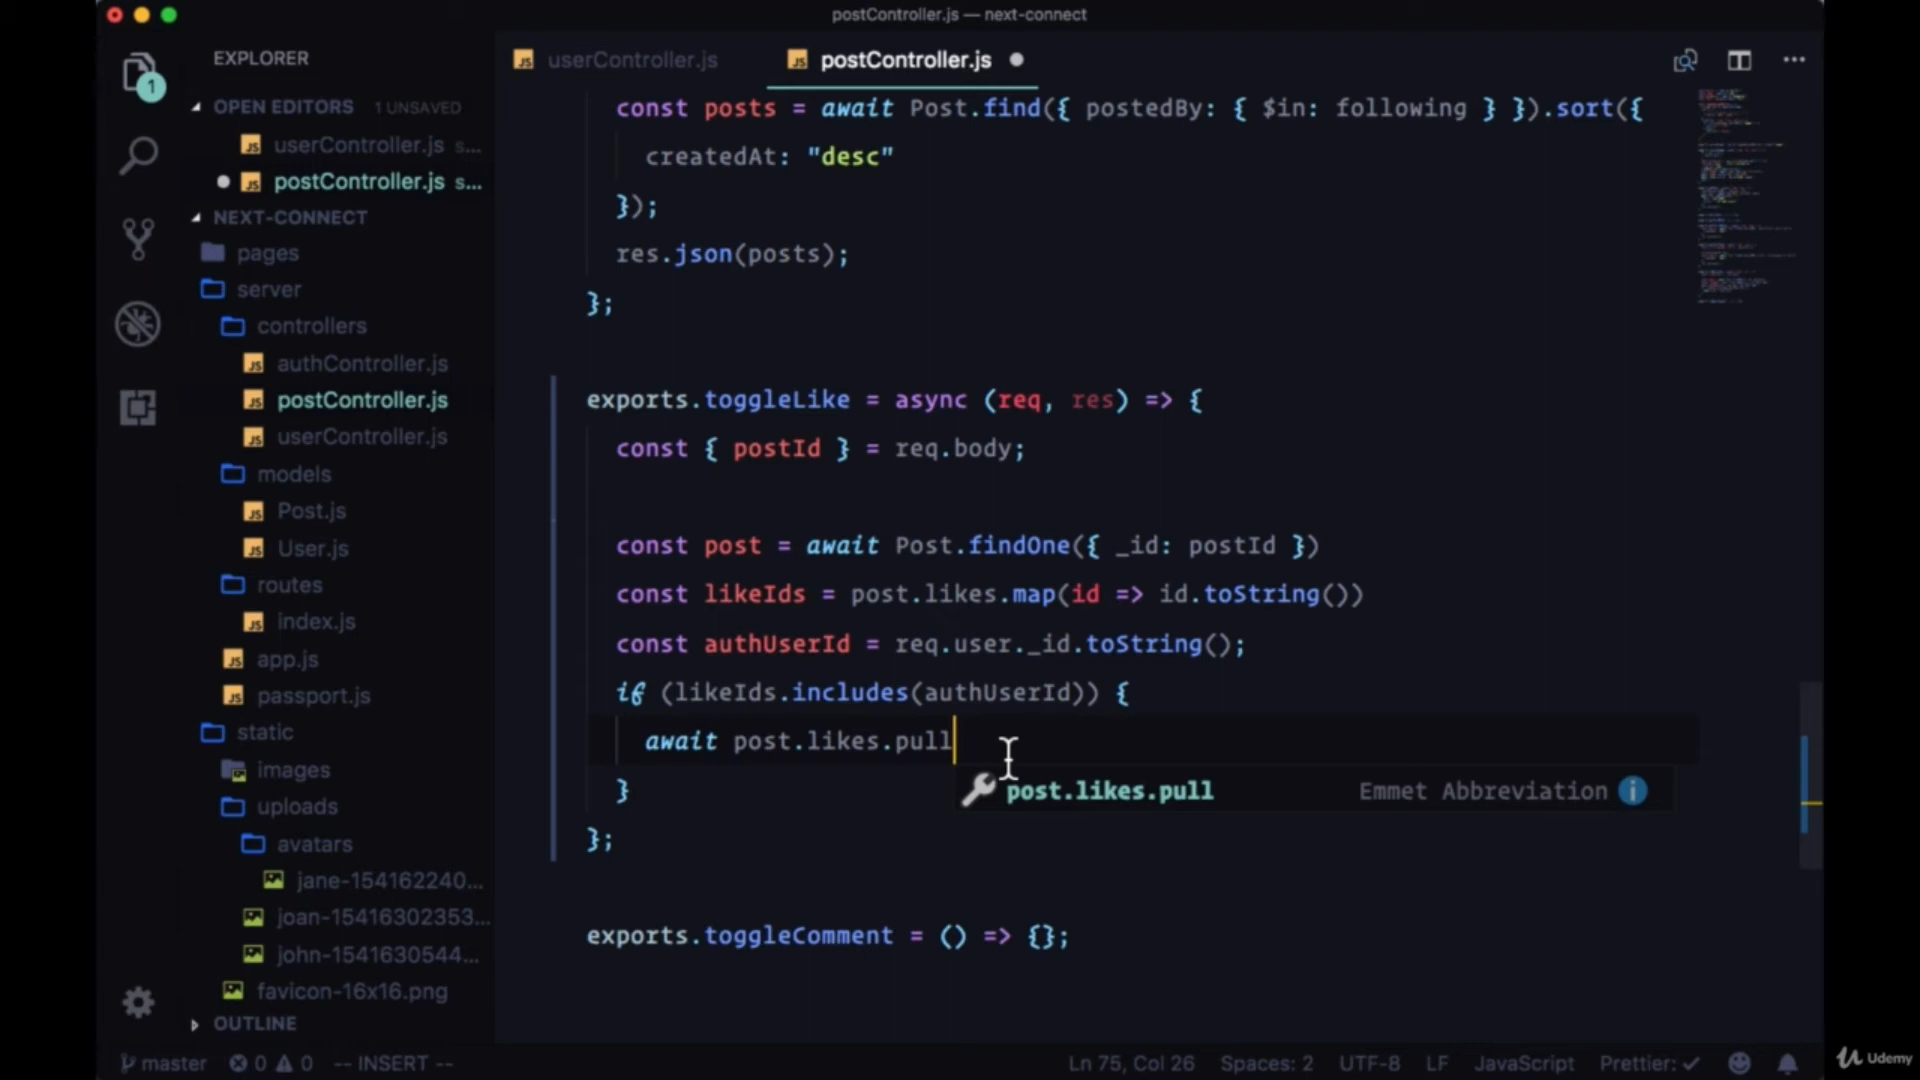 postController.js — next-connect
EXPLORER
1
OPEN EDITORS 1 UNSAVED
userController.js s...
postController.js s...
NEXT-CONNECT
pages
server
controllers
authController.js
postController.js
userController.js
models
Post.js
User.js
routes
index.js
app.js
passport.js
static
images
uploads
avatars
jane-154162240...
joan-15416302353...
john-1541630544...
favicon-16x16.png
OUTLINE
userController.js
postController.js
const posts = await Post.find({ postedBy: { $in: following } }).sort({
createdAt: "desc"
});
res.json(posts);
};
exports.toggleLike = async (req, res) => {
const { postId } = req.body;
const post = await Post.findOne({ _id: postId })
const likeIds = post.likes.map(id => id.toString())
const authUserId = req.user._id.toString();
if (likeIds.includes(authUserId)) {
await post.likes.pull
post.likes.pull Emmet Abbreviation
}
};
exports.toggleComment = () => {};
master 0 0 -- INSERT -- Ln 75, Col 26 Spaces: 2 UTF-8 LF JavaScript Prettier: ✓
Udemy